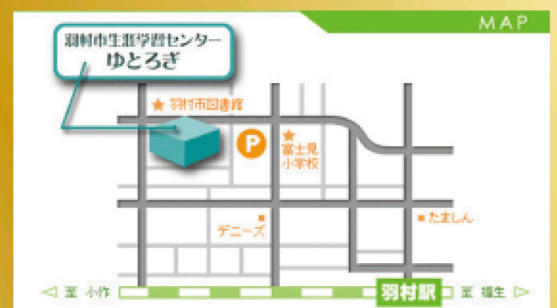 MAP
羽村市生涯学習センター
ゆとろぎ
★ 羽村市図書館
P
★
富士見
小学校
デニーズ
たましん
◁ 至 小作
羽村駅
至 福生 ▷